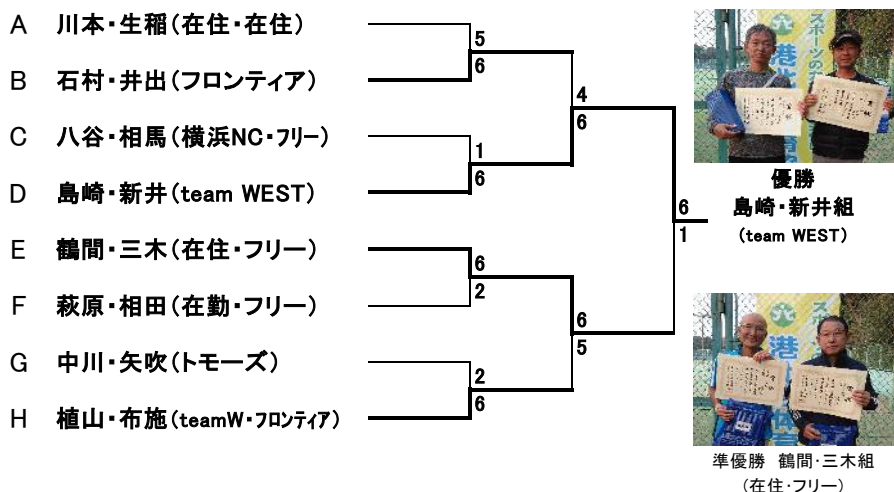 A 川本・生稲(在住・在住)
5
6
B 石村・井出(フロンティア)
4
6
C 八谷・相馬(横浜NC・フリー)
1
6
D 島崎・新井(team WEST)
6
1
E 鶴間・三木(在住・フリー)
6
2
F 萩原・相田(在勤・フリー)
6
5
G 中川・矢吹(トモーズ)
2
6
H 植山・布施(teamW・フロンティア)
優勝
島崎・新井組
(team WEST)
準優勝 鶴間・三木組
(在住・フリー)